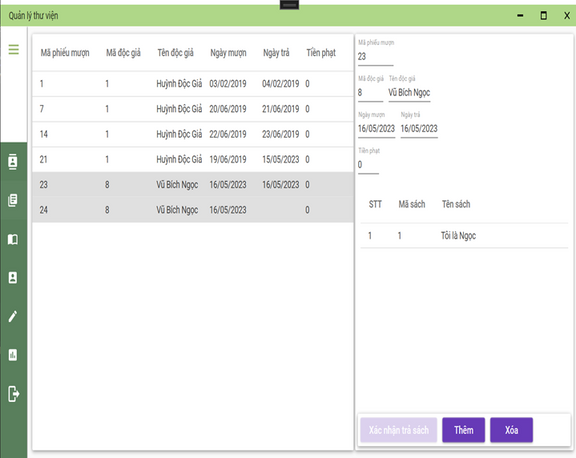 Quản lý thư viện
Mã phiếu mượn Mã độc giả Tên độc giả Ngày mượn Ngày trả Tiền phạt
1 1 Huỳnh Độc Giả 03/02/2019 04/02/2019 0
7 1 Huỳnh Độc Giả 20/06/2019 21/06/2019 0
14 1 Huỳnh Độc Giả 22/06/2019 23/06/2019 0
21 1 Huỳnh Độc Giả 19/06/2019 15/05/2023 0
23 8 Vũ Bích Ngọc 16/05/2023 16/05/2023 0
24 8 Vũ Bích Ngọc 16/05/2023 0
Mã phiếu mượn
23
Mã độc giả Tên độc giả
8 Vũ Bích Ngọc
Ngày mượn Ngày trả
16/05/2023 16/05/2023
Tiền phạt
0
STT Mã sách Tên sách
1 1 Tôi là Ngọc
Xác nhận trả sách Thêm Xóa